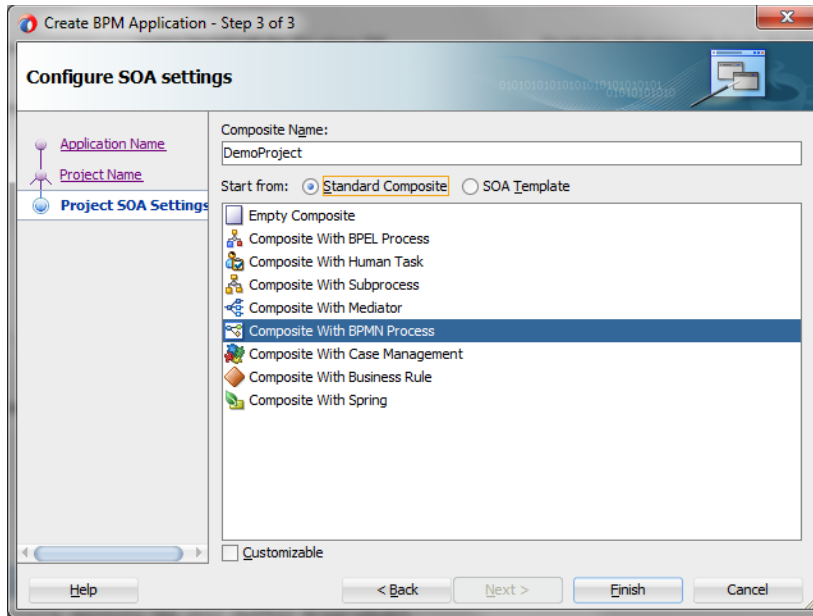 Create BPM Application - Step 3 of 3
Configure SOA settings
Application Name
Project Name
Project SOA Settings
Composite Name:
DemoProject
Start from: Standard Composite SOA Template
Empty Composite
Composite With BPEL Process
Composite With Human Task
Composite With Subprocess
Composite With Mediator
Composite With BPMN Process
Composite With Case Management
Composite With Business Rule
Composite With Spring
Customizable
Help < Back Next > Finish Cancel